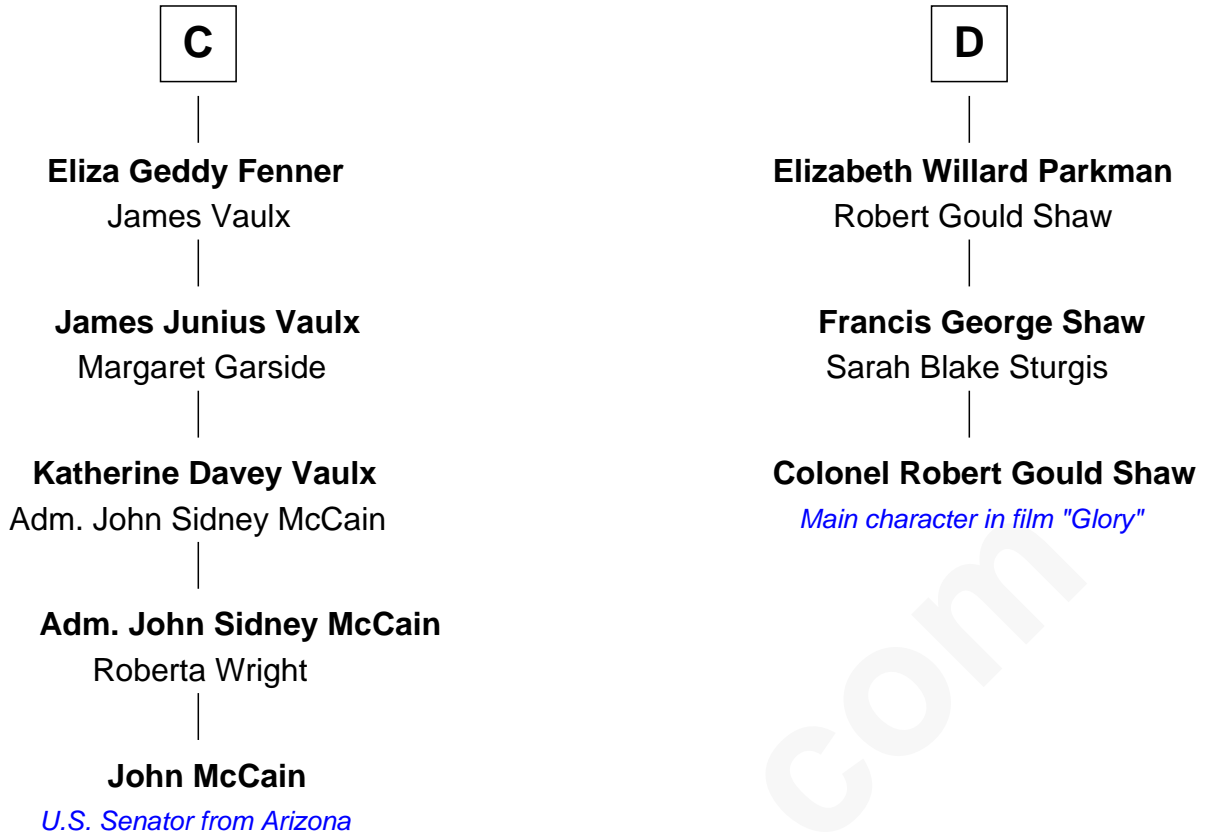 C
Eliza Geddy Fenner
James Vaulx
James Junius Vaulx
Margaret Garside
Katherine Davey Vaulx
Adm. John Sidney McCain
Adm. John Sidney McCain
Roberta Wright
John McCain
U.S. Senator from Arizona
D
Elizabeth Willard Parkman
Robert Gould Shaw
Francis George Shaw
Sarah Blake Sturgis
Colonel Robert Gould Shaw
Main character in film "Glory"
com